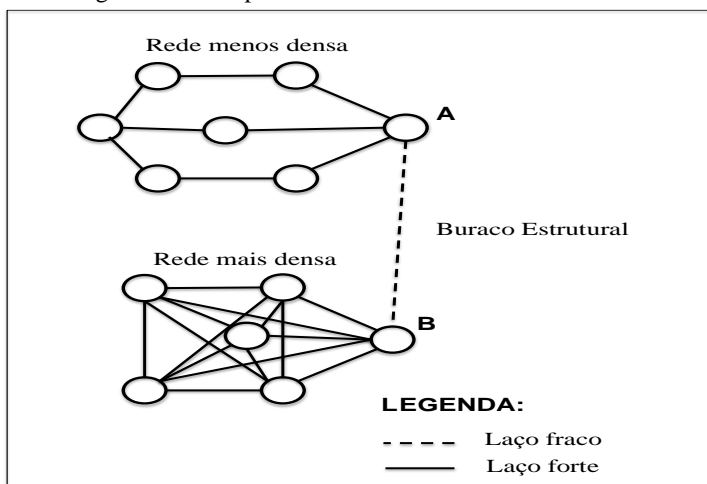 Rede menos densa
A
Buraco Estrutural
Rede mais densa
B
LEGENDA:
Laço fraco
Laço forte